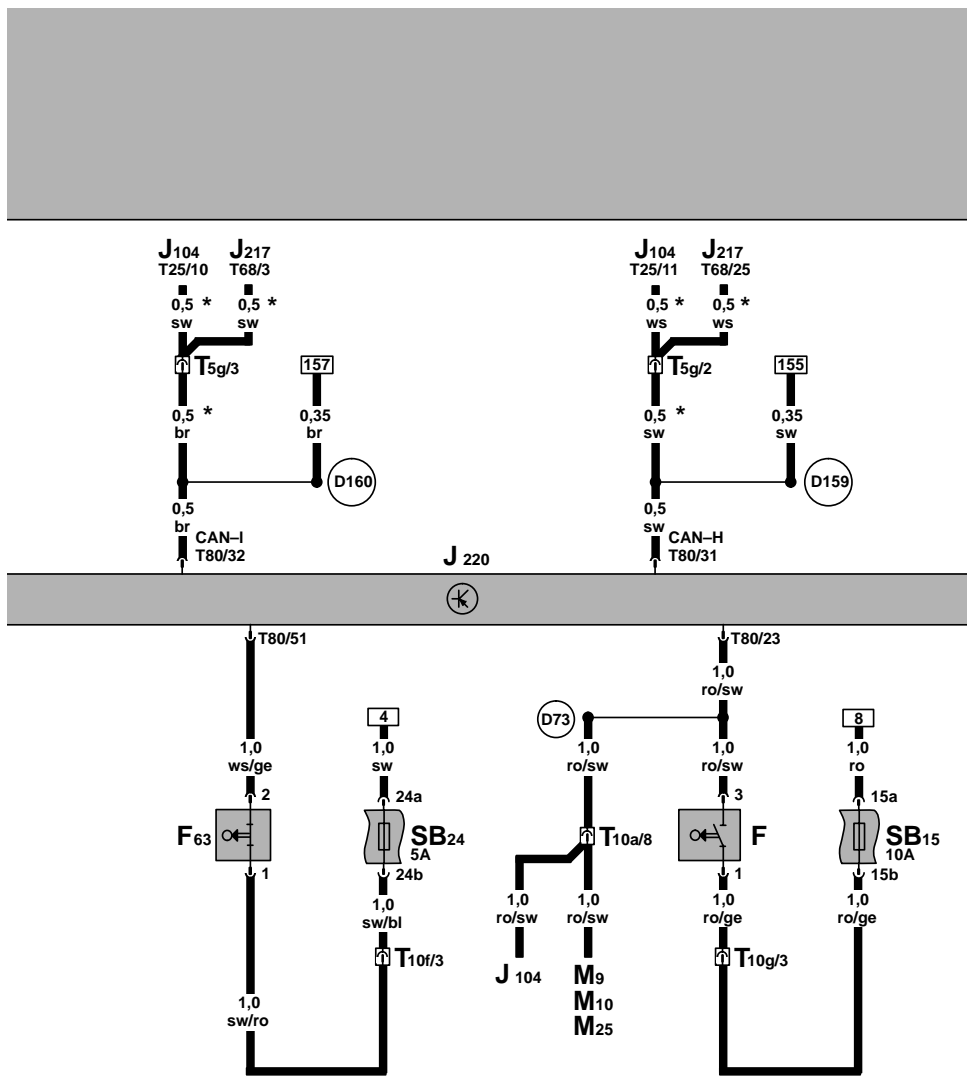 J104 J217 J104 J217
T25/10 T68/3 T25/11 T68/25
0,5 * 0,5 * 0,5 * 0,5 *
sw sw ws ws
T5g/3 157 T5g/2 155
0,5 * 0,35 0,5 * 0,35
br br sw sw
D160 D159
0,5 0,5
br sw
CAN–I CAN–H
T80/32 T80/31
J 220
T80/51 T80/23
1,0
ro/sw
4 D73 8
1,0 1,0 1,0 1,0 1,0
ws/ge sw ro/sw ro/sw ro
2 24a 3 15a
F63 SB24 T10a/8 F SB15
5A 10A
1 24b 1 15b
1,0 1,0 1,0 1,0 1,0
sw/bl ro/sw ro/sw ro/ge ro/ge
T10f/3 T10g/3
J 104 M9
M10
M25
1,0
sw/ro